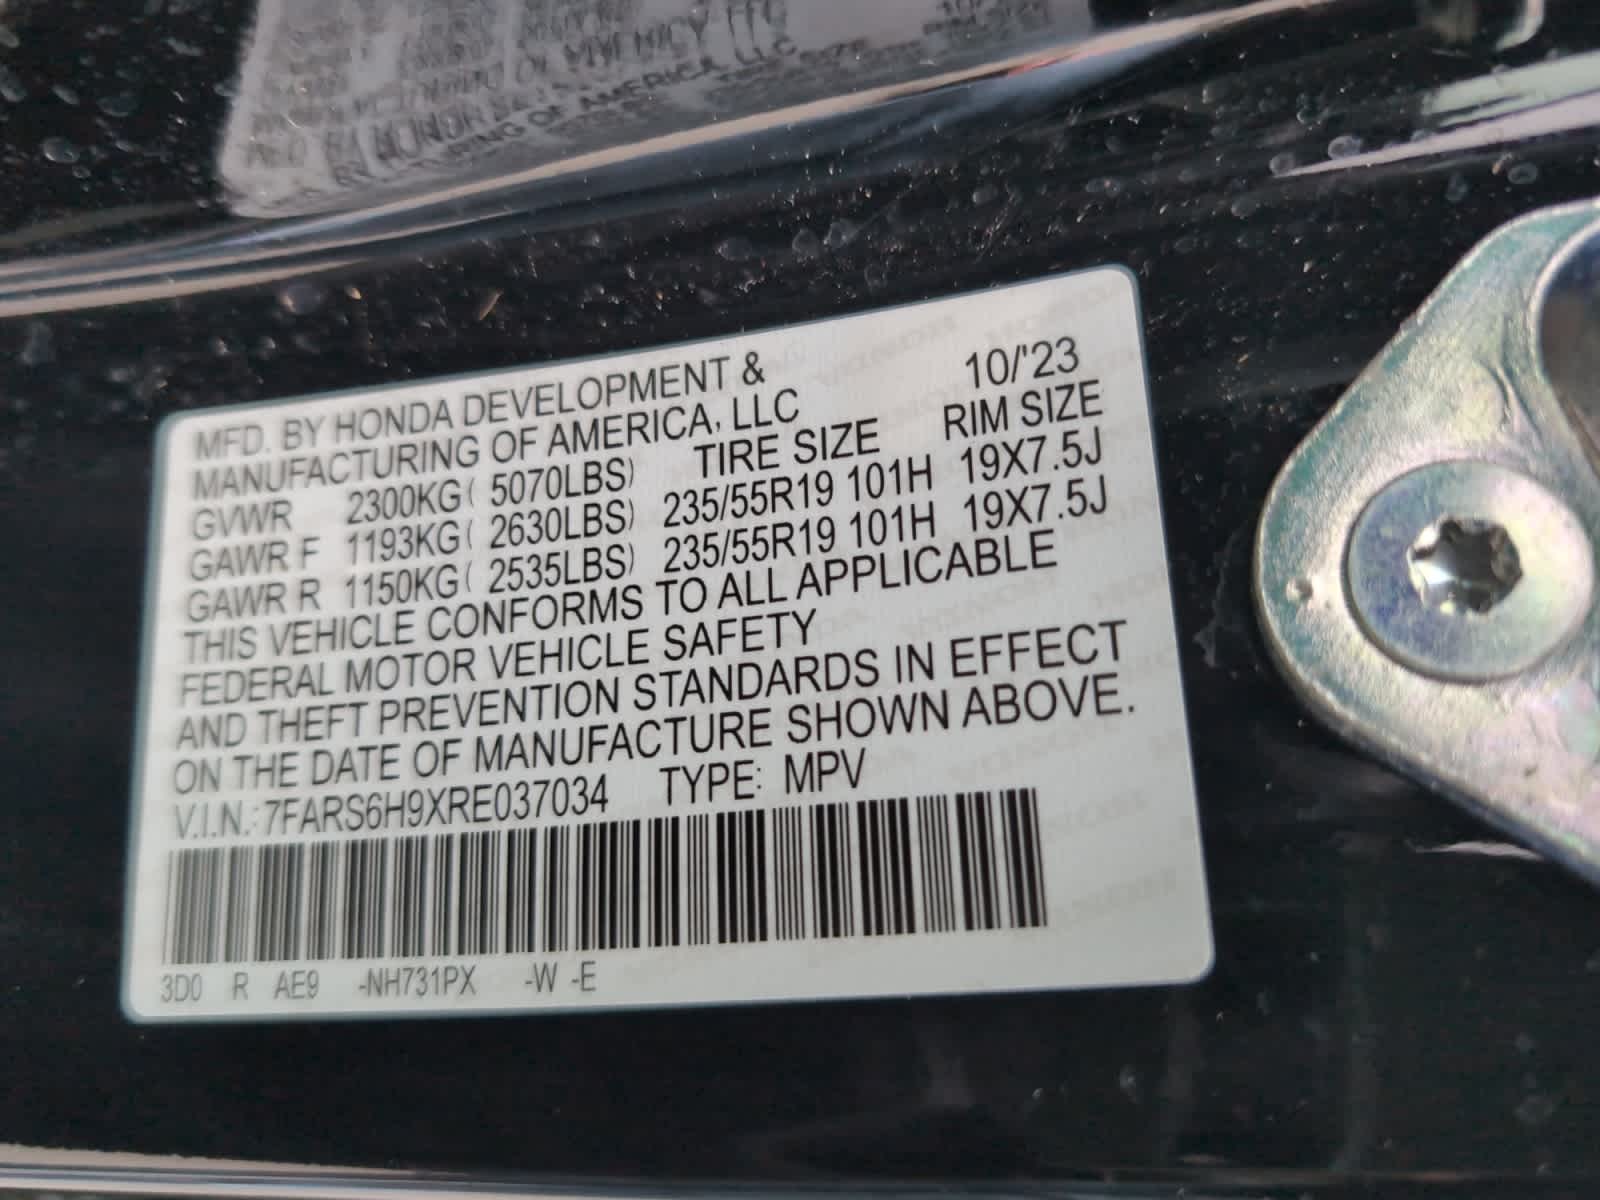 MFD. BY HONDA DEVELOPMENT & 10/'23
MANUFACTURING OF AMERICA, LLC
TIRE SIZE RIM SIZE
GVWR 2300KG( 5070LBS)
GAWR F 1193KG( 2630LBS) 235/55R19 101H 19X7.5J
GAWR R 1150KG( 2535LBS) 235/55R19 101H 19X7.5J
THIS VEHICLE CONFORMS TO ALL APPLICABLE
FEDERAL MOTOR VEHICLE SAFETY
AND THEFT PREVENTION STANDARDS IN EFFECT
ON THE DATE OF MANUFACTURE SHOWN ABOVE.
V.I.N.: 7FARS6H9XRE037034 TYPE: MPV
3D0 R AE9 -NH731PX -W -E